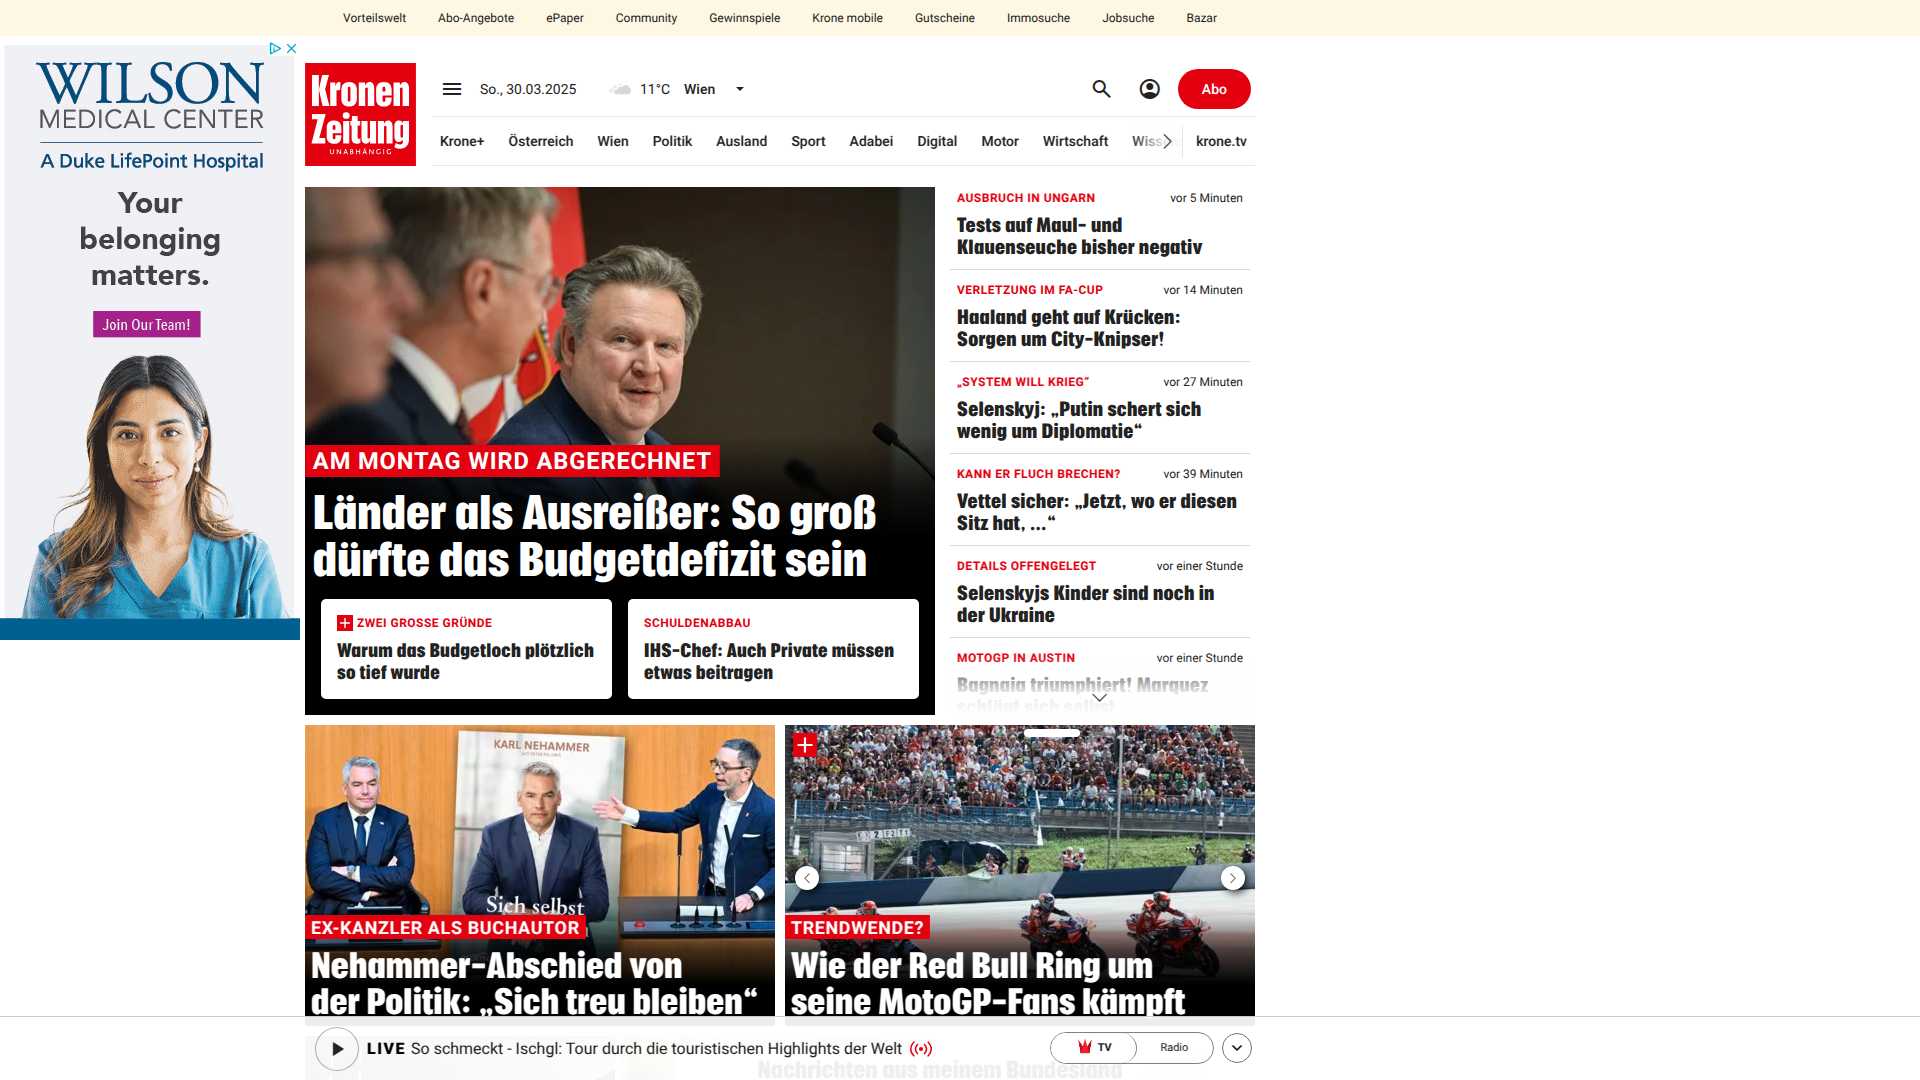 Vorteilswelt Abo-Angebote ePaper Community Gewinnspiele Krone mobile Gutscheine Immosuche Jobsuche Bazar
WILSON
MEDICAL CENTER
A Duke LifePoint Hospital
Your
belonging
matters.
Join Our Team!
Kronen
Zeitung
UNABHÄNGIG
So., 30.03.2025 11°C Wien
Abo
Krone+ Österreich Wien Politik Ausland Sport Adabei Digital Motor Wirtschaft Wiss krone.tv
AM MONTAG WIRD ABGERECHNET
Länder als Ausreißer: So groß
dürfte das Budgetdefizit sein
ZWEI GROSSE GRÜNDE
Warum das Budgetloch plötzlich
so tief wurde
SCHULDENABBAU
IHS-Chef: Auch Private müssen
etwas beitragen
AUSBRUCH IN UNGARN vor 5 Minuten
Tests auf Maul- und
Klauenseuche bisher negativ
VERLETZUNG IM FA-CUP vor 14 Minuten
Haaland geht auf Krücken:
Sorgen um City-Knipser!
„SYSTEM WILL KRIEG“ vor 27 Minuten
Selenskyj: „Putin schert sich
wenig um Diplomatie“
KANN ER FLUCH BRECHEN? vor 39 Minuten
Vettel sicher: „Jetzt, wo er diesen
Sitz hat, ...“
DETAILS OFFENGELEGT vor einer Stunde
Selenskyjs Kinder sind noch in
der Ukraine
MOTOGP IN AUSTIN vor einer Stunde
Bagnaia triumphiert! Marquez
schlägt sich selbst
KARL NEHAMMER
Sich selbst
EX-KANZLER ALS BUCHAUTOR
Nehammer-Abschied von
der Politik: „Sich treu bleiben“
TRENDWENDE?
Wie der Red Bull Ring um
seine MotoGP-Fans kämpft
LIVE So schmeckt - Ischgl: Tour durch die touristischen Highlights der Welt
TV Radio
Nachrichten aus meinem Bundesland